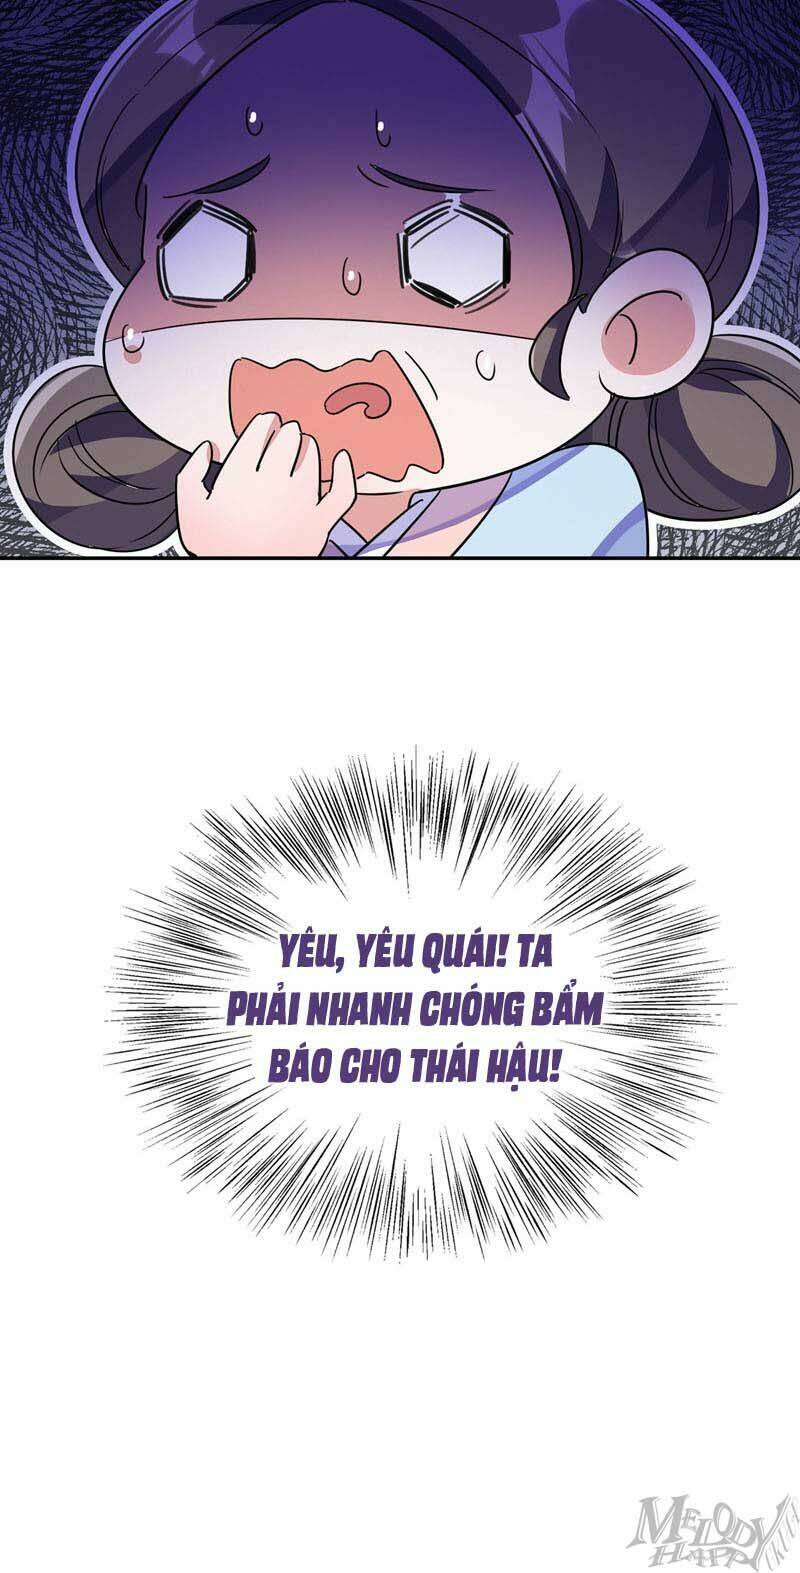 YÊU, YÊU QUÁI! TA
PHẢI NHANH CHÓNG BẨM
BÁO CHO THÁI HẬU!
MELODY
HAPPY